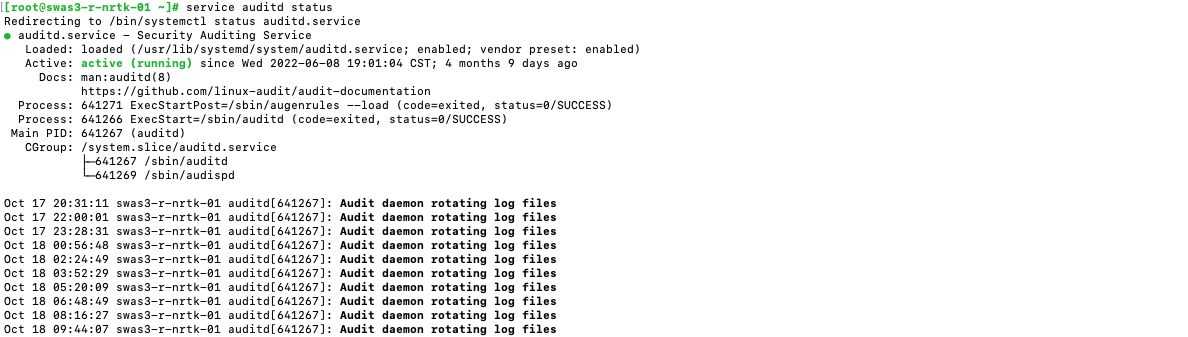 [root@swas3-r-nrtk-01 ~]# service auditd status
Redirecting to /bin/systemctl status auditd.service
● auditd.service - Security Auditing Service
   Loaded: loaded (/usr/lib/systemd/system/auditd.service; enabled; vendor preset: enabled)
   Active: active (running) since Wed 2022-06-08 19:01:04 CST; 4 months 9 days ago
     Docs: man:auditd(8)
           https://github.com/linux-audit/audit-documentation
  Process: 641271 ExecStartPost=/sbin/augenrules --load (code=exited, status=0/SUCCESS)
  Process: 641266 ExecStart=/sbin/auditd (code=exited, status=0/SUCCESS)
 Main PID: 641267 (auditd)
   CGroup: /system.slice/auditd.service
           ├─641267 /sbin/auditd
           └─641269 /sbin/audispd
Oct 17 20:31:11 swas3-r-nrtk-01 auditd[641267]: Audit daemon rotating log files
Oct 17 22:00:01 swas3-r-nrtk-01 auditd[641267]: Audit daemon rotating log files
Oct 17 23:28:31 swas3-r-nrtk-01 auditd[641267]: Audit daemon rotating log files
Oct 18 00:56:48 swas3-r-nrtk-01 auditd[641267]: Audit daemon rotating log files
Oct 18 02:24:49 swas3-r-nrtk-01 auditd[641267]: Audit daemon rotating log files
Oct 18 03:52:29 swas3-r-nrtk-01 auditd[641267]: Audit daemon rotating log files
Oct 18 05:20:09 swas3-r-nrtk-01 auditd[641267]: Audit daemon rotating log files
Oct 18 06:48:49 swas3-r-nrtk-01 auditd[641267]: Audit daemon rotating log files
Oct 18 08:16:27 swas3-r-nrtk-01 auditd[641267]: Audit daemon rotating log files
Oct 18 09:44:07 swas3-r-nrtk-01 auditd[641267]: Audit daemon rotating log files